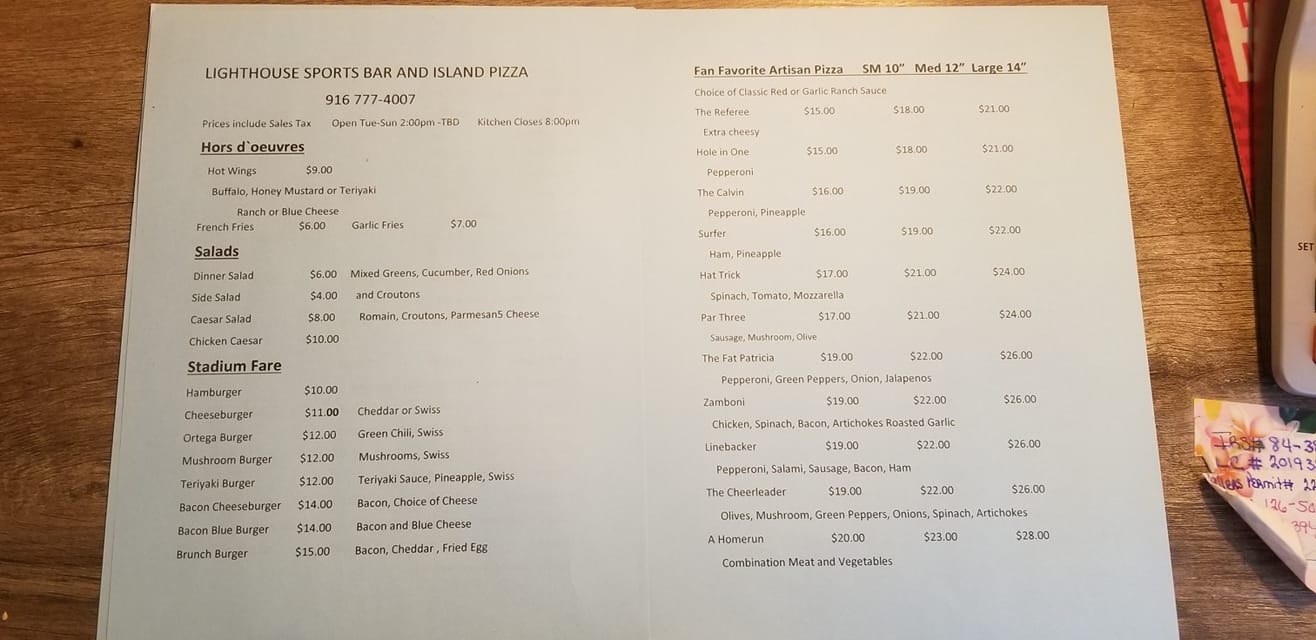 LIGHTHOUSE SPORTS BAR AND ISLAND PIZZA
916 777-4007
Prices include Sales Tax Open Tue-Sun 2:00pm -TBD Kitchen Closes 8:00pm
Hors d`oeuvres
Hot Wings $9.00
Buffalo, Honey Mustard or Teriyaki
Ranch or Blue Cheese
French Fries $6.00 Garlic Fries $7.00
Salads
Dinner Salad $6.00 Mixed Greens, Cucumber, Red Onions
Side Salad $4.00 and Croutons
Caesar Salad $8.00 Romain, Croutons, Parmesan5 Cheese
Chicken Caesar $10.00
Stadium Fare
Hamburger $10.00
Cheeseburger $11.00 Cheddar or Swiss
Ortega Burger $12.00 Green Chili, Swiss
Mushroom Burger $12.00 Mushrooms, Swiss
Teriyaki Burger $12.00 Teriyaki Sauce, Pineapple, Swiss
Bacon Cheeseburger $14.00 Bacon, Choice of Cheese
Bacon Blue Burger $14.00 Bacon and Blue Cheese
Brunch Burger $15.00 Bacon, Cheddar , Fried Egg
Fan Favorite Artisan Pizza SM 10" Med 12" Large 14"
Choice of Classic Red or Garlic Ranch Sauce
The Referee $15.00 $18.00 $21.00
Extra cheesy
Hole in One $15.00 $18.00 $21.00
Pepperoni
The Calvin $16.00 $19.00 $22.00
Pepperoni, Pineapple
Surfer $16.00 $19.00 $22.00
Ham, Pineapple
Hat Trick $17.00 $21.00 $24.00
Spinach, Tomato, Mozzarella
Par Three $17.00 $21.00 $24.00
Sausage, Mushroom, Olive
The Fat Patricia $19.00 $22.00 $26.00
Pepperoni, Green Peppers, Onion, Jalapenos
Zamboni $19.00 $22.00 $26.00
Chicken, Spinach, Bacon, Artichokes Roasted Garlic
Linebacker $19.00 $22.00 $26.00
Pepperoni, Salami, Sausage, Bacon, Ham
The Cheerleader $19.00 $22.00 $26.00
Olives, Mushroom, Green Peppers, Onions, Spinach, Artichokes
A Homerun $20.00 $23.00 $28.00
Combination Meat and Vegetables
SET
IRS# 84-3
LC # 20193
Permit# 22